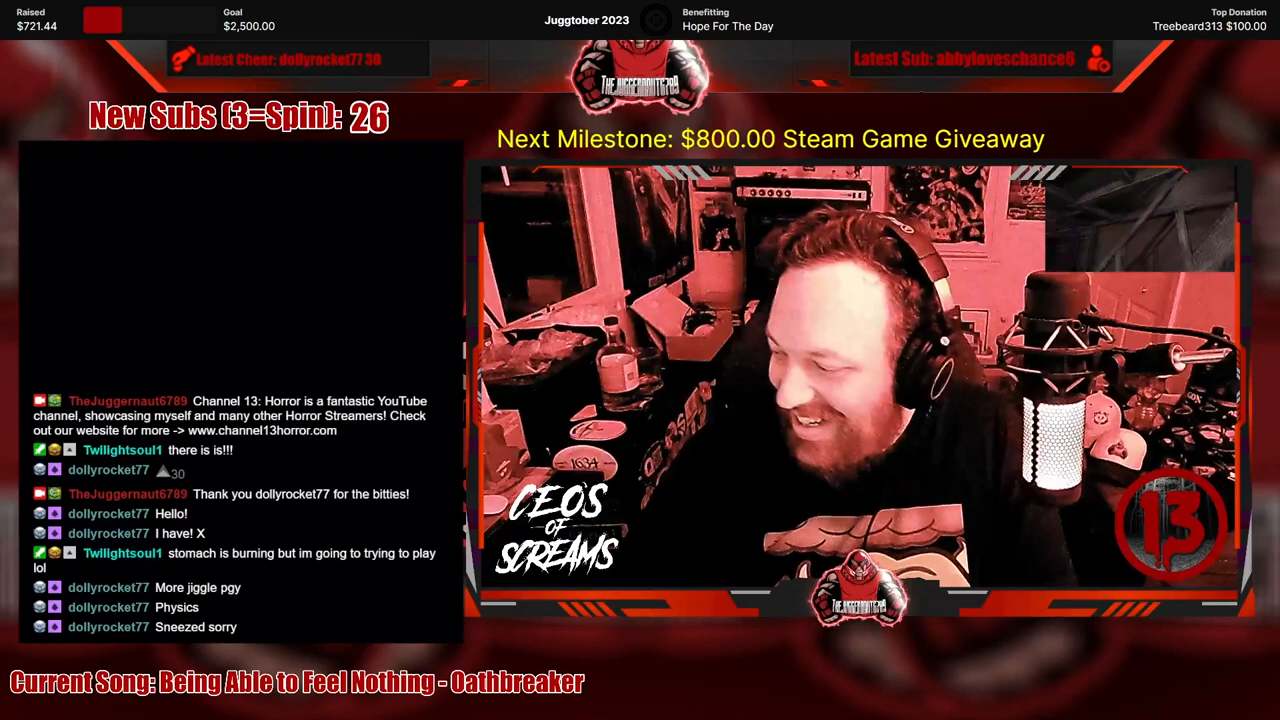 Raised
$721.44
Goal
$2,500.00
Juggtober 2023
Benefitting
Hope For The Day
Top Donation
Treebeard313 $100.00
Latest Cheer: dollyrocket77 30
THEJUGGERNAUT6789
Latest Sub: abbyloveschance6
New Subs (3=Spin): 26
Next Milestone: $800.00 Steam Game Giveaway
TheJuggernaut6789 Channel 13: Horror is a fantastic YouTube
channel, showcasing myself and many other Horror Streamers! Check
out our website for more -> www.channel13horror.com
Twilightsoul1 there is is!!!
dollyrocket77 30
TheJuggernaut6789 Thank you dollyrocket77 for the bitties!
dollyrocket77 Hello!
dollyrocket77 I have! X
Twilightsoul1 stomach is burning but im going to trying to play
lol
dollyrocket77 More jiggle pgy
dollyrocket77 Physics
dollyrocket77 Sneezed sorry
1634
CEOS
OF
SCREAMS
13
THEJUGGERNAUT6789
Current Song: Being Able to Feel Nothing - Oathbreaker